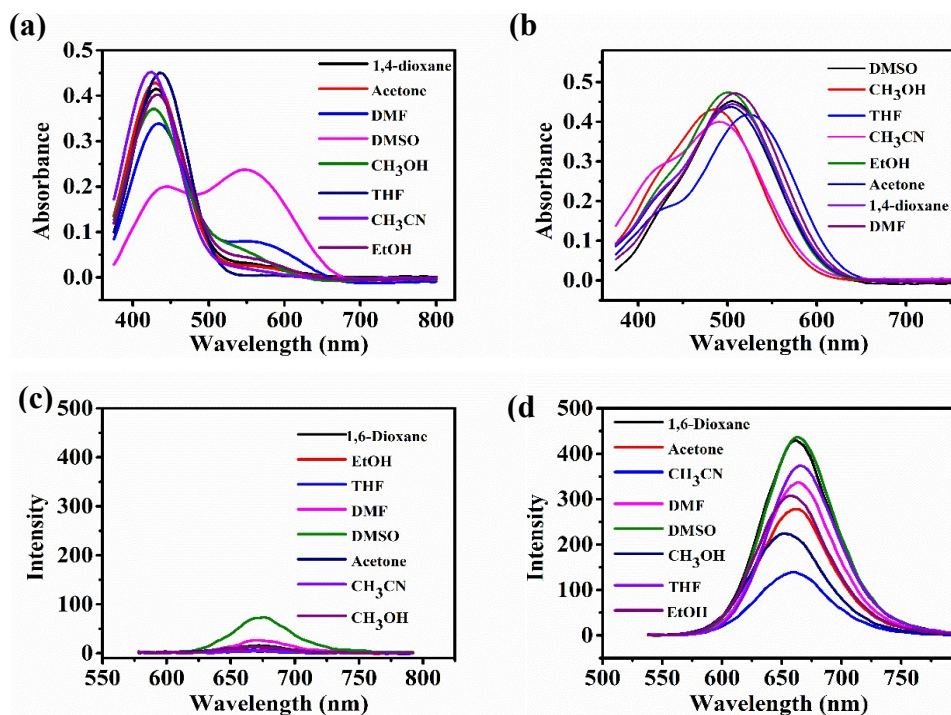 (a)
0.5
0.4
0.3
0.2
0.1
0.0
Absorbance
400 500 600 700 800
Wavelength (nm)
1,4-dioxane
Acetone
DMF
DMSO
CH3OH
THF
CH3CN
EtOH
(b)
0.5
0.4
0.3
0.2
0.1
0.0
Absorbance
400 500 600 700
Wavelength (nm)
DMSO
CH3OH
THF
CH3CN
EtOH
Acetone
1,4-dioxane
DMF
(c)
500
400
300
200
100
0
Intensity
550 600 650 700 750 800
Wavelength (nm)
1,6-Dioxane
EtOH
THF
DMF
DMSO
Acetone
CH3CN
CH3OH
(d
500
400
300
200
100
0
Intensity
500 550 600 650 700 750
Wavelength (nm)
1,6-Dioxane
Acetone
CH3CN
DMF
DMSO
CH3OH
THF
EtOH